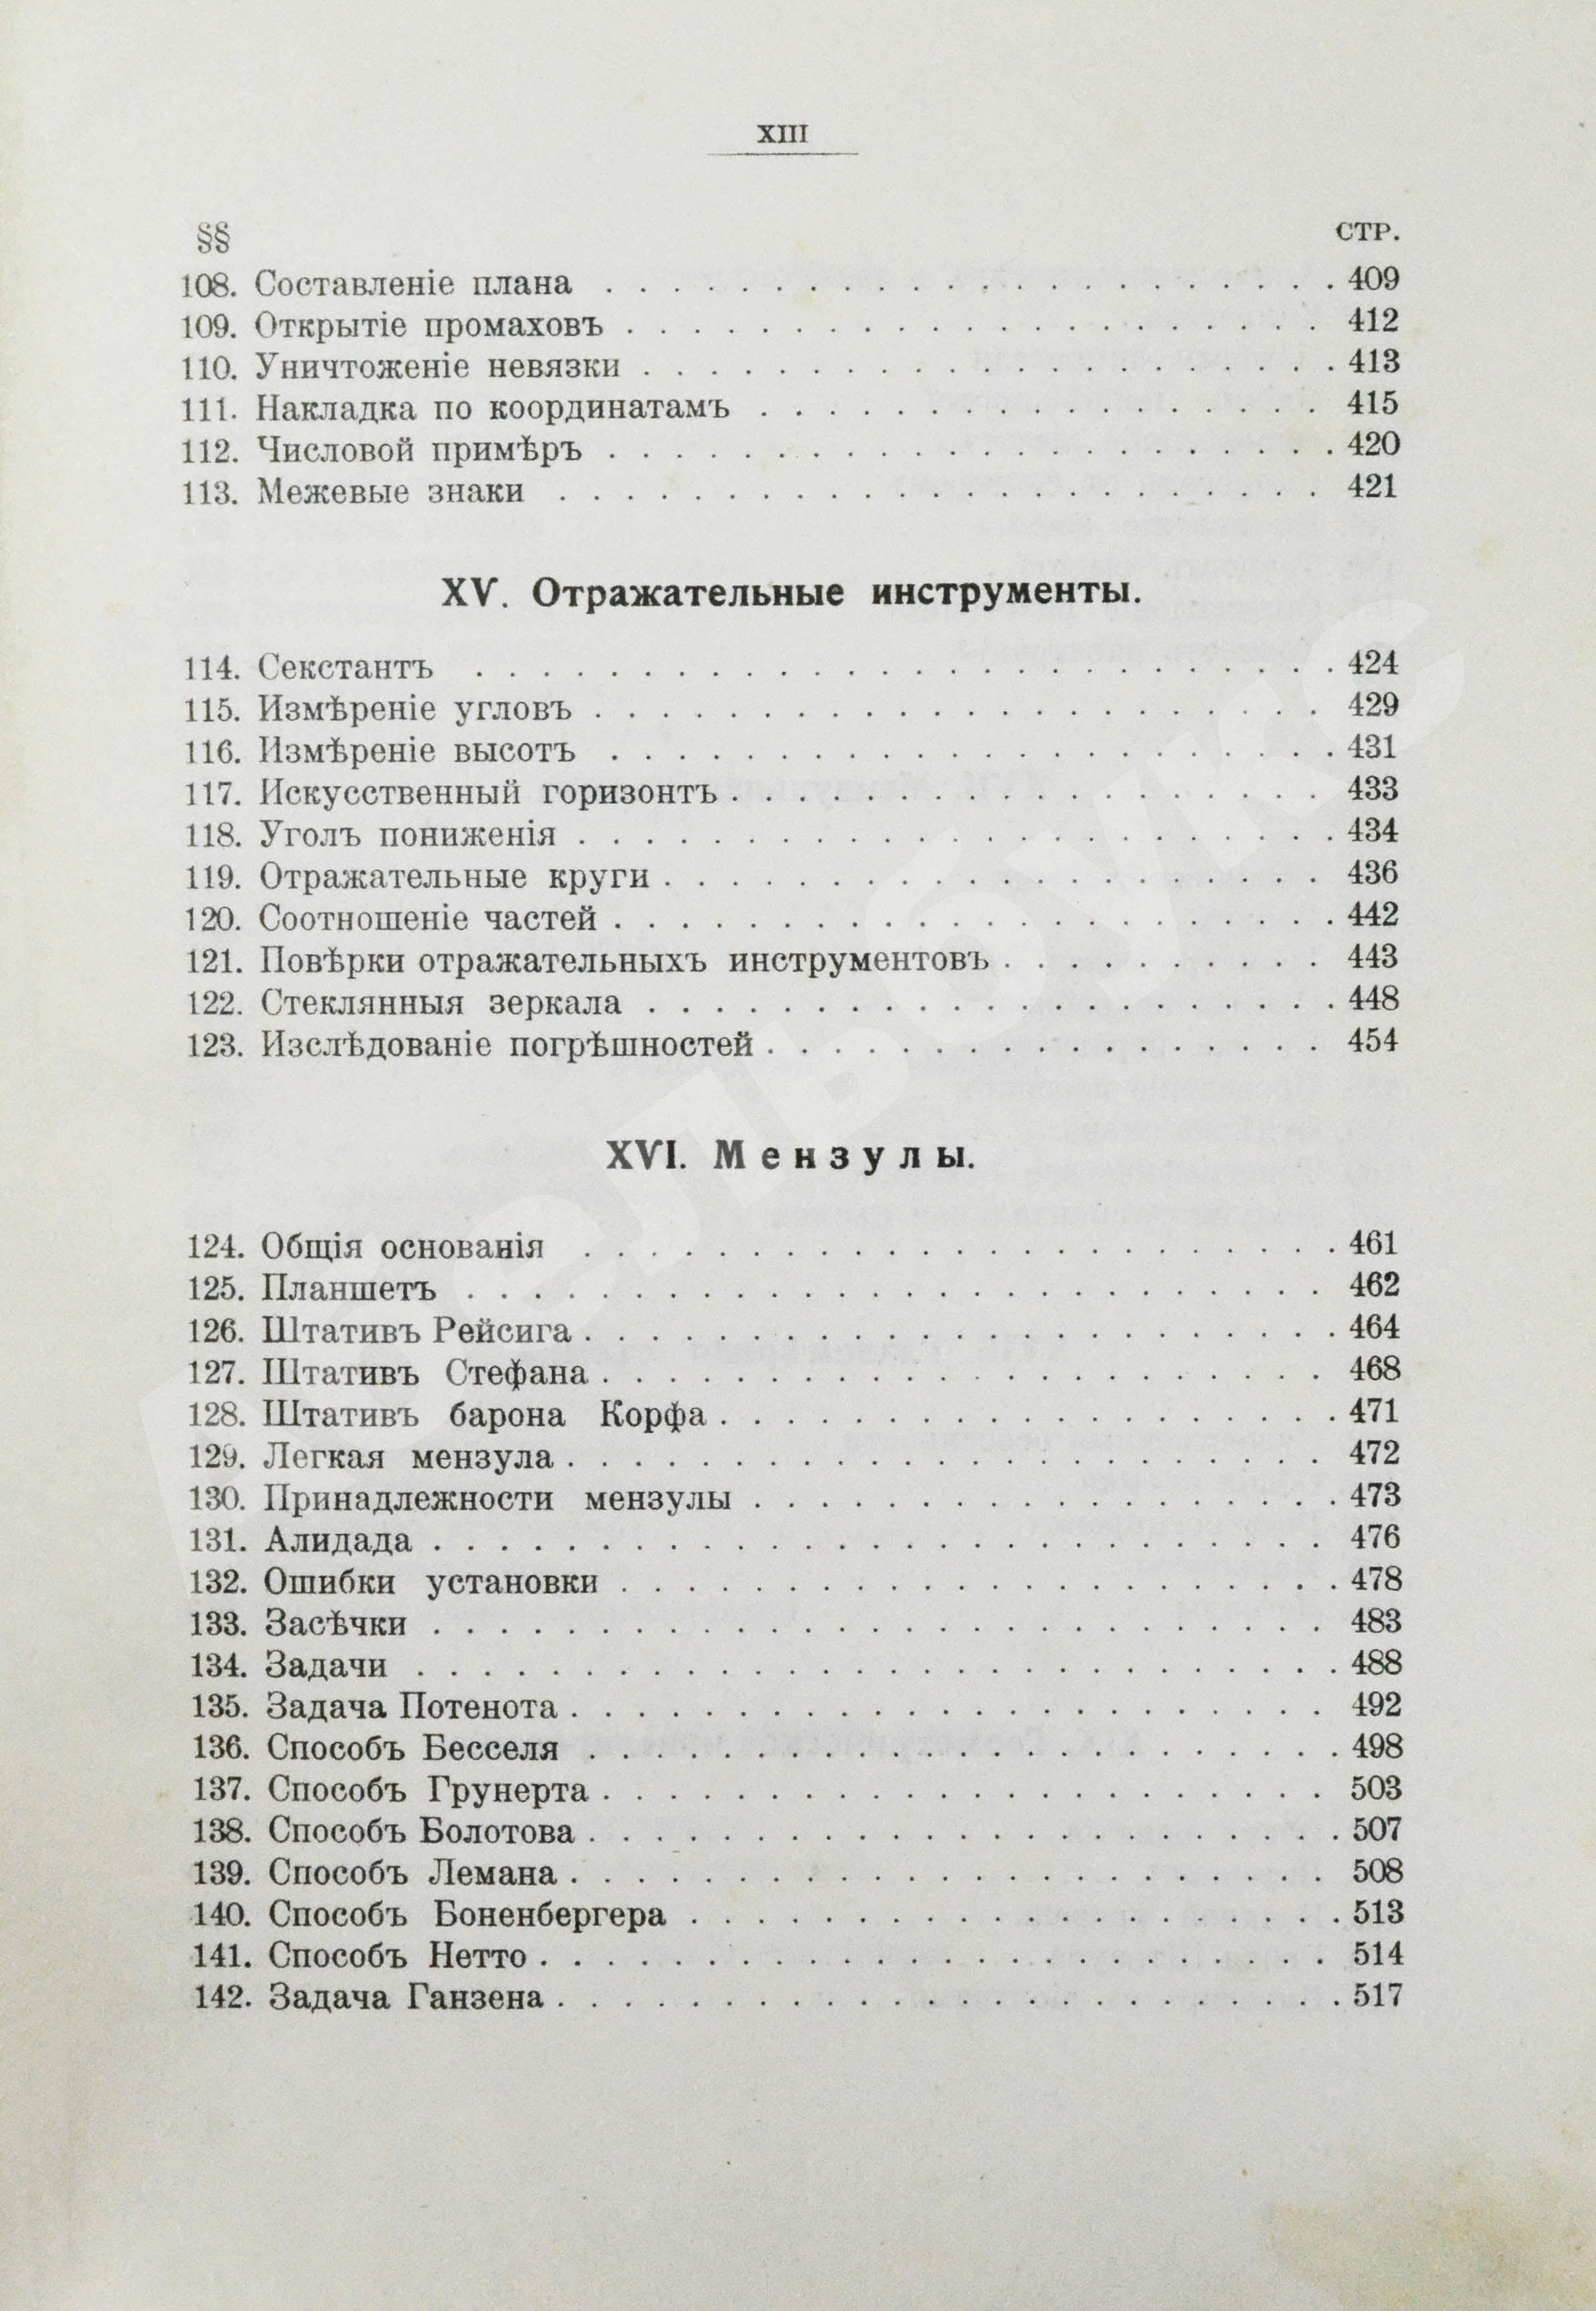 XIII
§§ СТР.
108. Составленіе плана . . . . . . . . . . . . . . . . . . . . . . 409
109. Открытіе промаховъ . . . . . . . . . . . . . . . . . . . . . 412
110. Уничтоженіе невязки . . . . . . . . . . . . . . . . . . . . . 413
111. Накладка по координатамъ . . . . . . . . . . . . . . . . . 415
112. Числовой примѣръ . . . . . . . . . . . . . . . . . . . . . . 420
113. Межевые знаки . . . . . . . . . . . . . . . . . . . . . . . 421
XV. Отражательные инструменты.
114. Секстантъ . . . . . . . . . . . . . . . . . . . . . . . . . . 424
115. Измѣреніе угловъ . . . . . . . . . . . . . . . . . . . . . . 429
116. Измѣреніе высотъ . . . . . . . . . . . . . . . . . . . . . . 431
117. Искусственный горизонтъ . . . . . . . . . . . . . . . . . . 433
118. Уголъ пониженія . . . . . . . . . . . . . . . . . . . . . . . 434
119. Отражательные круги . . . . . . . . . . . . . . . . . . . . 436
120. Соотношеніе частей . . . . . . . . . . . . . . . . . . . . . . 442
121. Повѣрки отражательныхъ инструментовъ . . . . . . . . . . 443
122. Стеклянныя зеркала . . . . . . . . . . . . . . . . . . . . . 448
123. Изслѣдованіе погрѣшностей . . . . . . . . . . . . . . . . . 454
XVI. Мензулы.
124. Общія основанія . . . . . . . . . . . . . . . . . . . . . . . 461
125. Планшетъ . . . . . . . . . . . . . . . . . . . . . . . . . . 462
126. Штативъ Рейсига . . . . . . . . . . . . . . . . . . . . . . . 464
127. Штативъ Стефана . . . . . . . . . . . . . . . . . . . . . . 468
128. Штативъ барона Корфа . . . . . . . . . . . . . . . . . . . 471
129. Легкая мензула . . . . . . . . . . . . . . . . . . . . . . . 472
130. Принадлежности мензулы . . . . . . . . . . . . . . . . . . 473
131. Алидада . . . . . . . . . . . . . . . . . . . . . . . . . . . 476
132. Ошибки установки . . . . . . . . . . . . . . . . . . . . . . 478
133. Засѣчки . . . . . . . . . . . . . . . . . . . . . . . . . . . 483
134. Задачи . . . . . . . . . . . . . . . . . . . . . . . . . . . . 488
135. Задача Потенота . . . . . . . . . . . . . . . . . . . . . . . 492
136. Способъ Бесселя . . . . . . . . . . . . . . . . . . . . . . . 498
137. Способъ Грунерта . . . . . . . . . . . . . . . . . . . . . . 503
138. Способъ Болотова . . . . . . . . . . . . . . . . . . . . . . . 507
139. Способъ Лемана . . . . . . . . . . . . . . . . . . . . . . . 508
140. Способъ Боненбергера . . . . . . . . . . . . . . . . . . . . 513
141. Способъ Нетто . . . . . . . . . . . . . . . . . . . . . . . . 514
142. Задача Ганзена . . . . . . . . . . . . . . . . . . . . . . . . 517